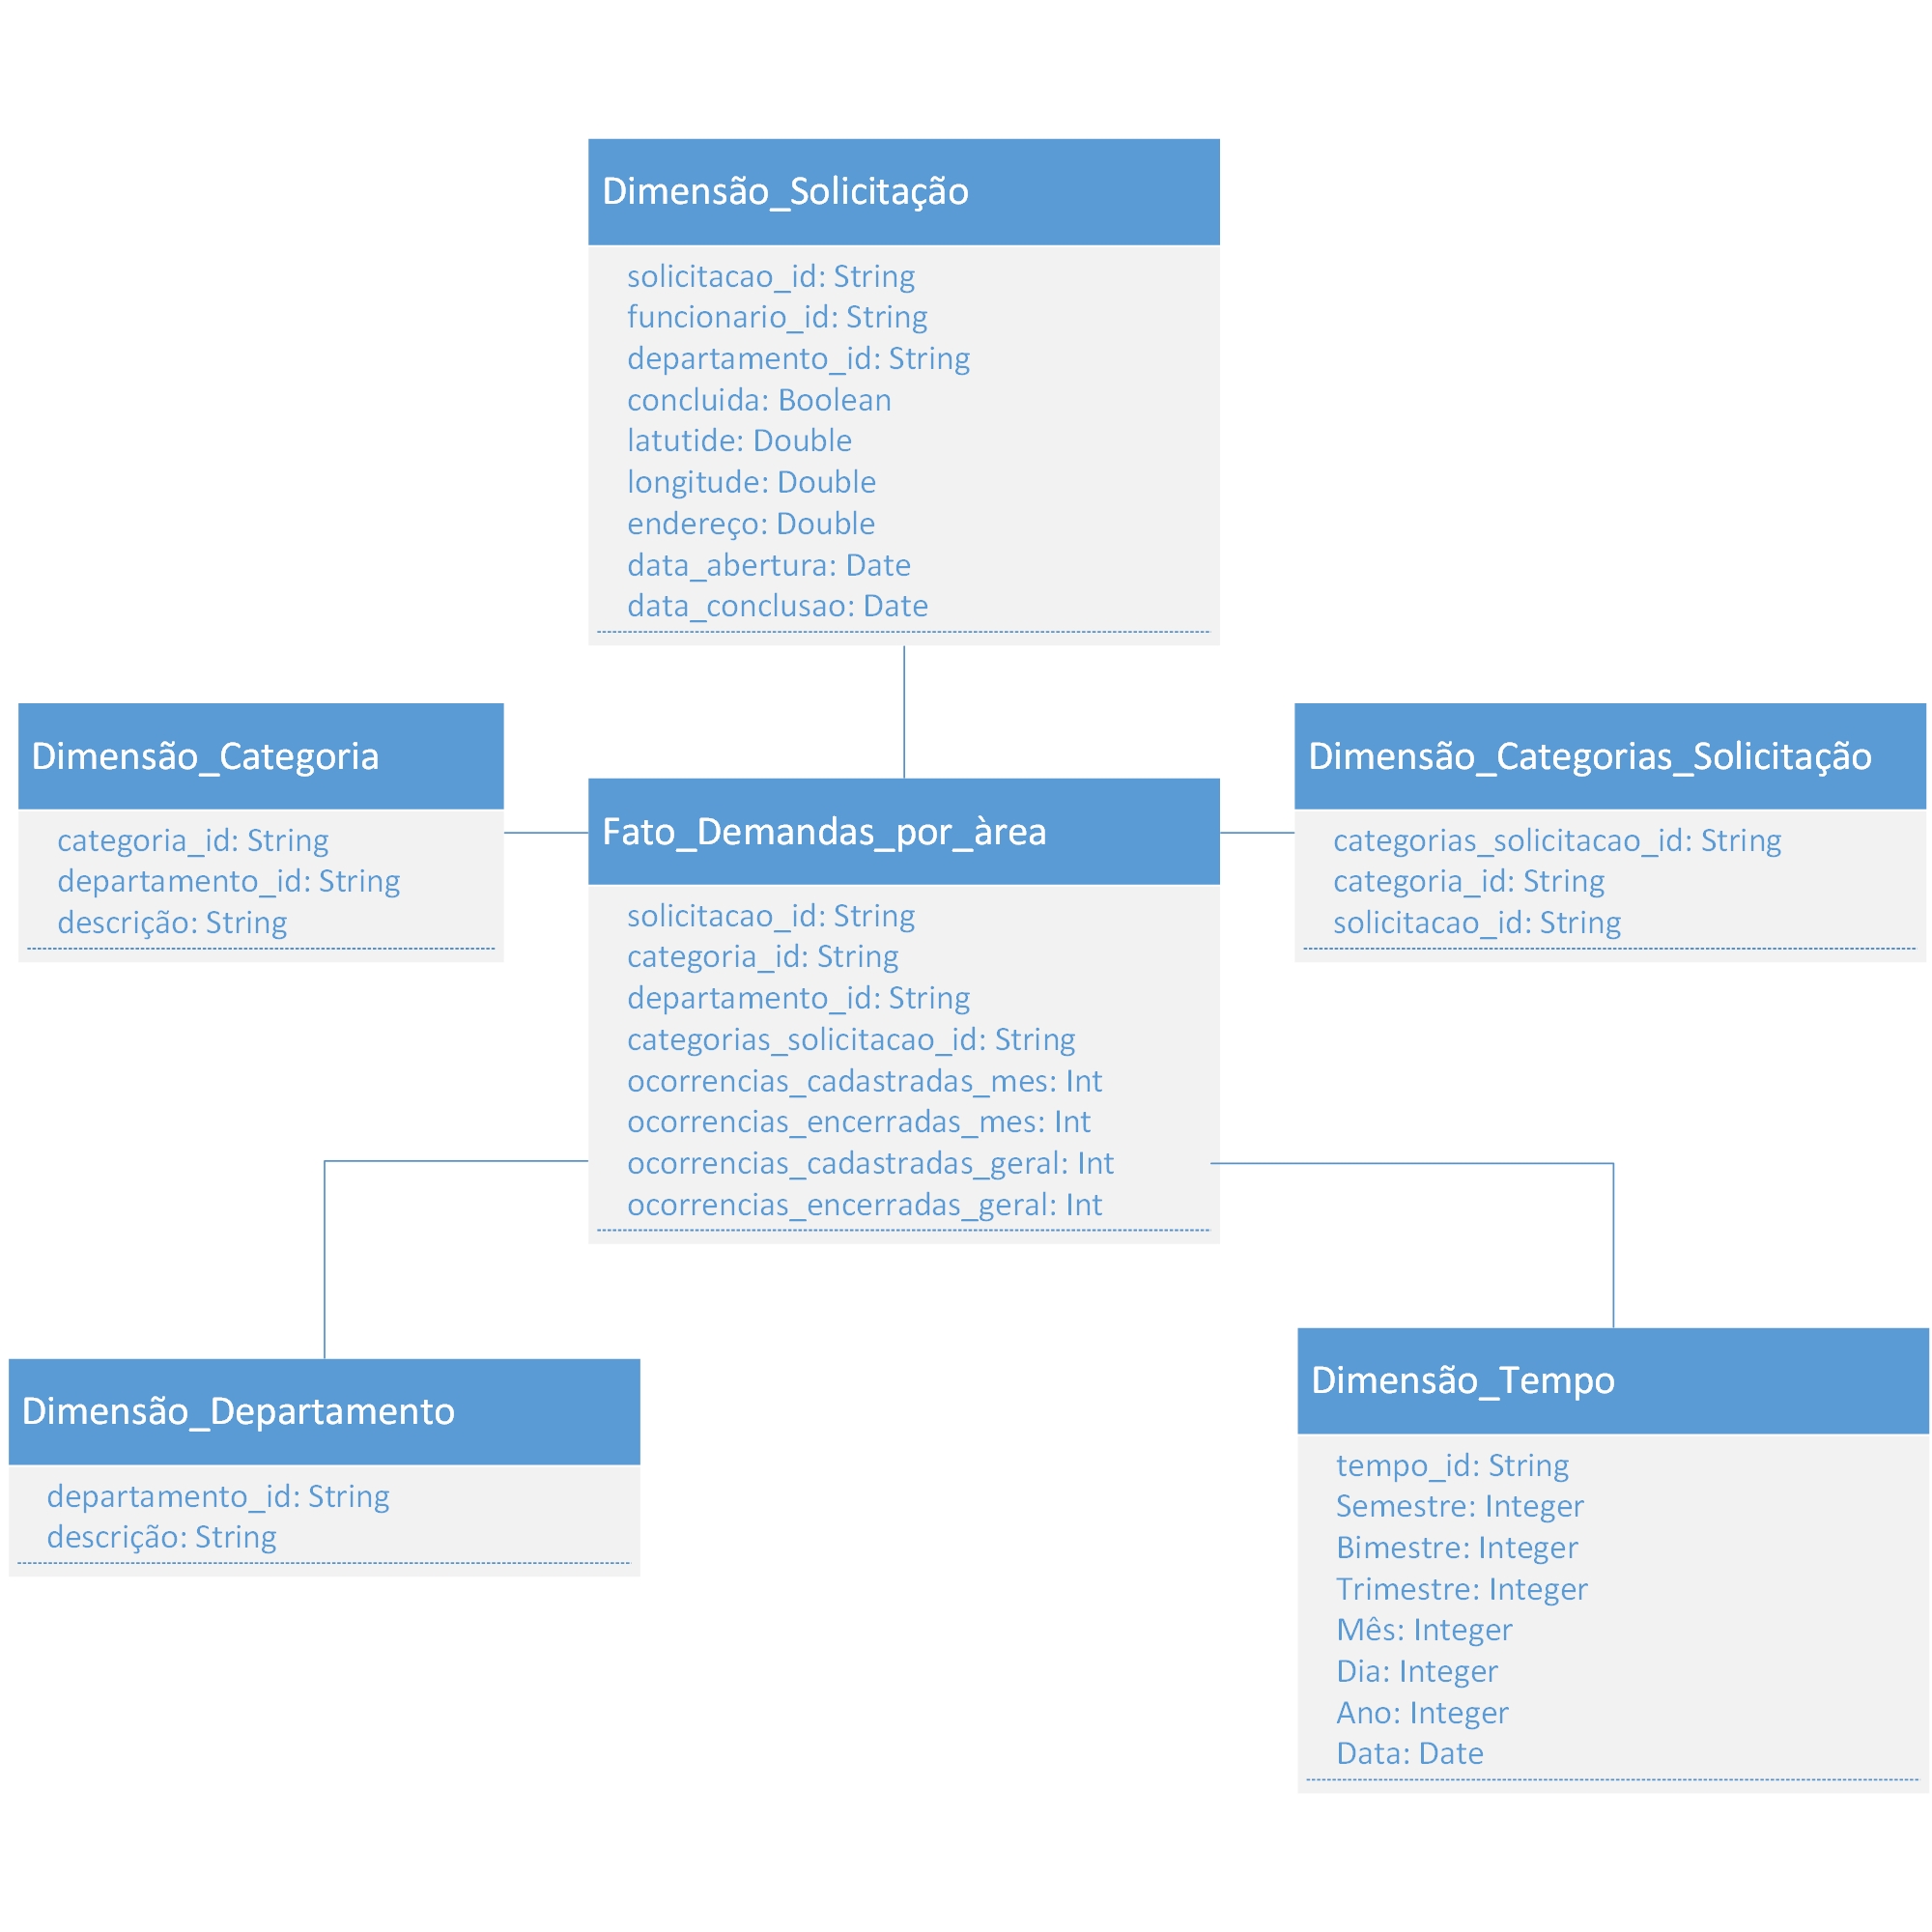 Dimensão_Solicitação
solicitacao_id: String
funcionario_id: String
departamento_id: String
concluida: Boolean
latutide: Double
longitude: Double
endereço: Double
data_abertura: Date
data_conclusao: Date
Dimensão_Categoria
categoria_id: String
departamento_id: String
descrição: String
Fato_Demandas_por_àrea
solicitacao_id: String
categoria_id: String
departamento_id: String
categorias_solicitacao_id: String
ocorrencias_cadastradas_mes: Int
ocorrencias_encerradas_mes: Int
ocorrencias_cadastradas_geral: Int
ocorrencias_encerradas_geral: Int
Dimensão_Categorias_Solicitação
categorias_solicitacao_id: String
categoria_id: String
solicitacao_id: String
Dimensão_Departamento
departamento_id: String
descrição: String
Dimensão_Tempo
tempo_id: String
Semestre: Integer
Bimestre: Integer
Trimestre: Integer
Mês: Integer
Dia: Integer
Ano: Integer
Data: Date